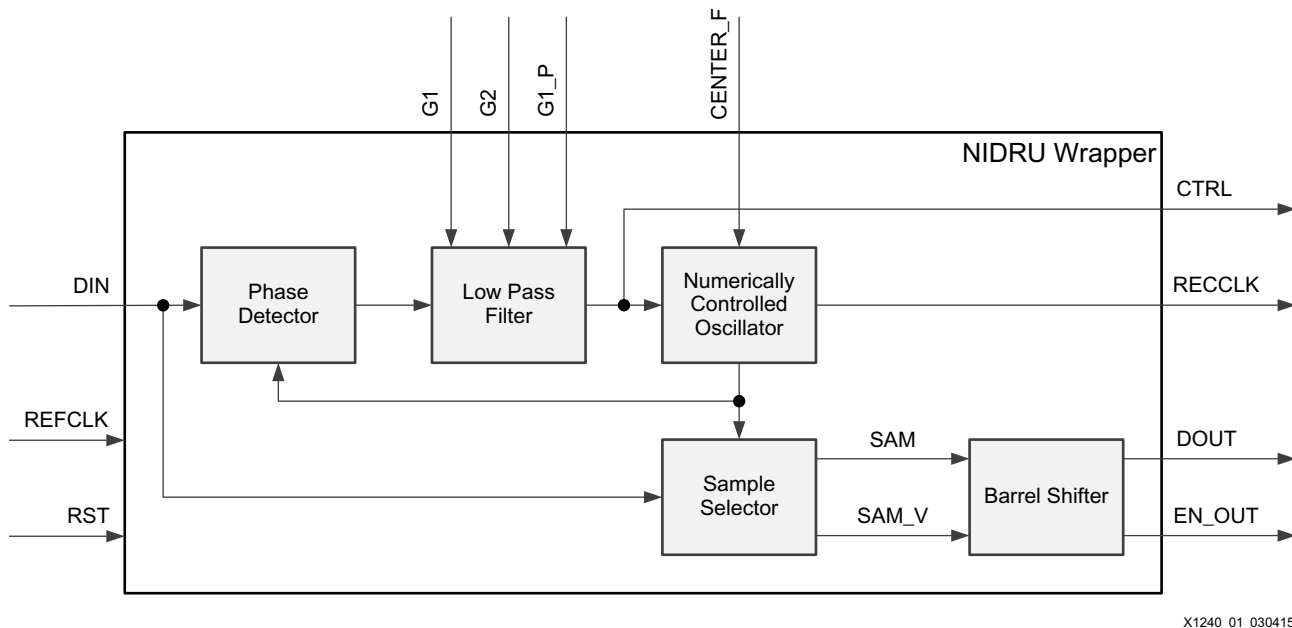 G1
G2
G1_P
CENTER_F
NIDRU Wrapper
CTRL
DIN
Phase
Detector
Low Pass
Filter
Numerically
Controlled
Oscillator
RECCLK
REFCLK
SAM
DOUT
Sample
Selector
Barrel Shifter
RST
SAM_V
EN_OUT
X1240_01_030415